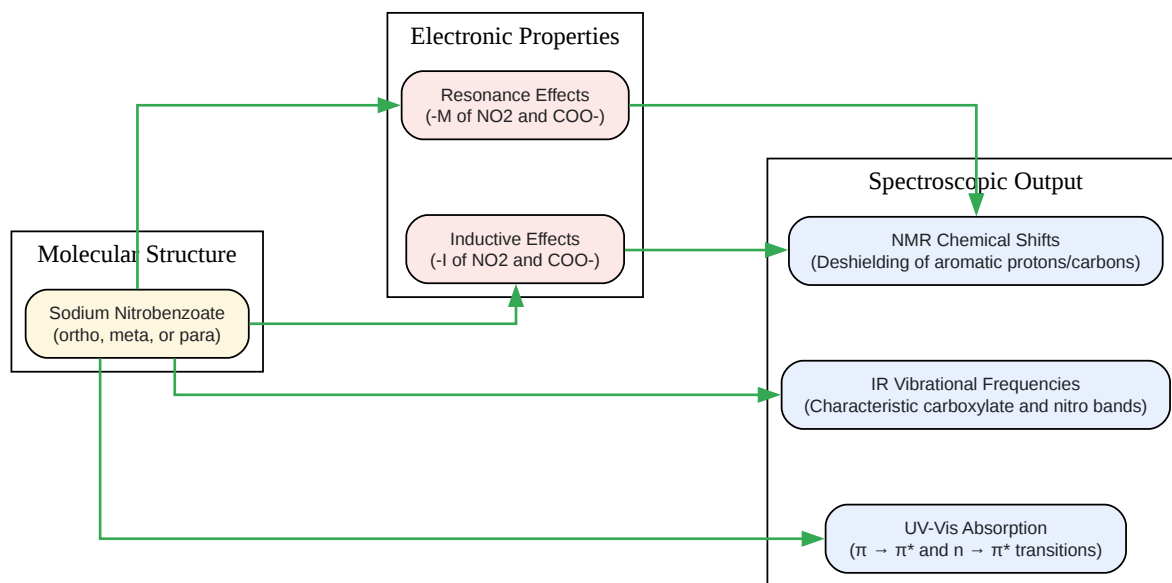 Electronic Properties
Resonance Effects
(-M of NO2 and COO-)
Inductive Effects
(-I of NO2 and COO-)
Molecular Structure
Sodium Nitrobenzoate
(ortho, meta, or para)
Spectroscopic Output
NMR Chemical Shifts
(Deshielding of aromatic protons/carbons)
IR Vibrational Frequencies
(Characteristic carboxylate and nitro bands)
UV-Vis Absorption
(π → π* and n → π* transitions)